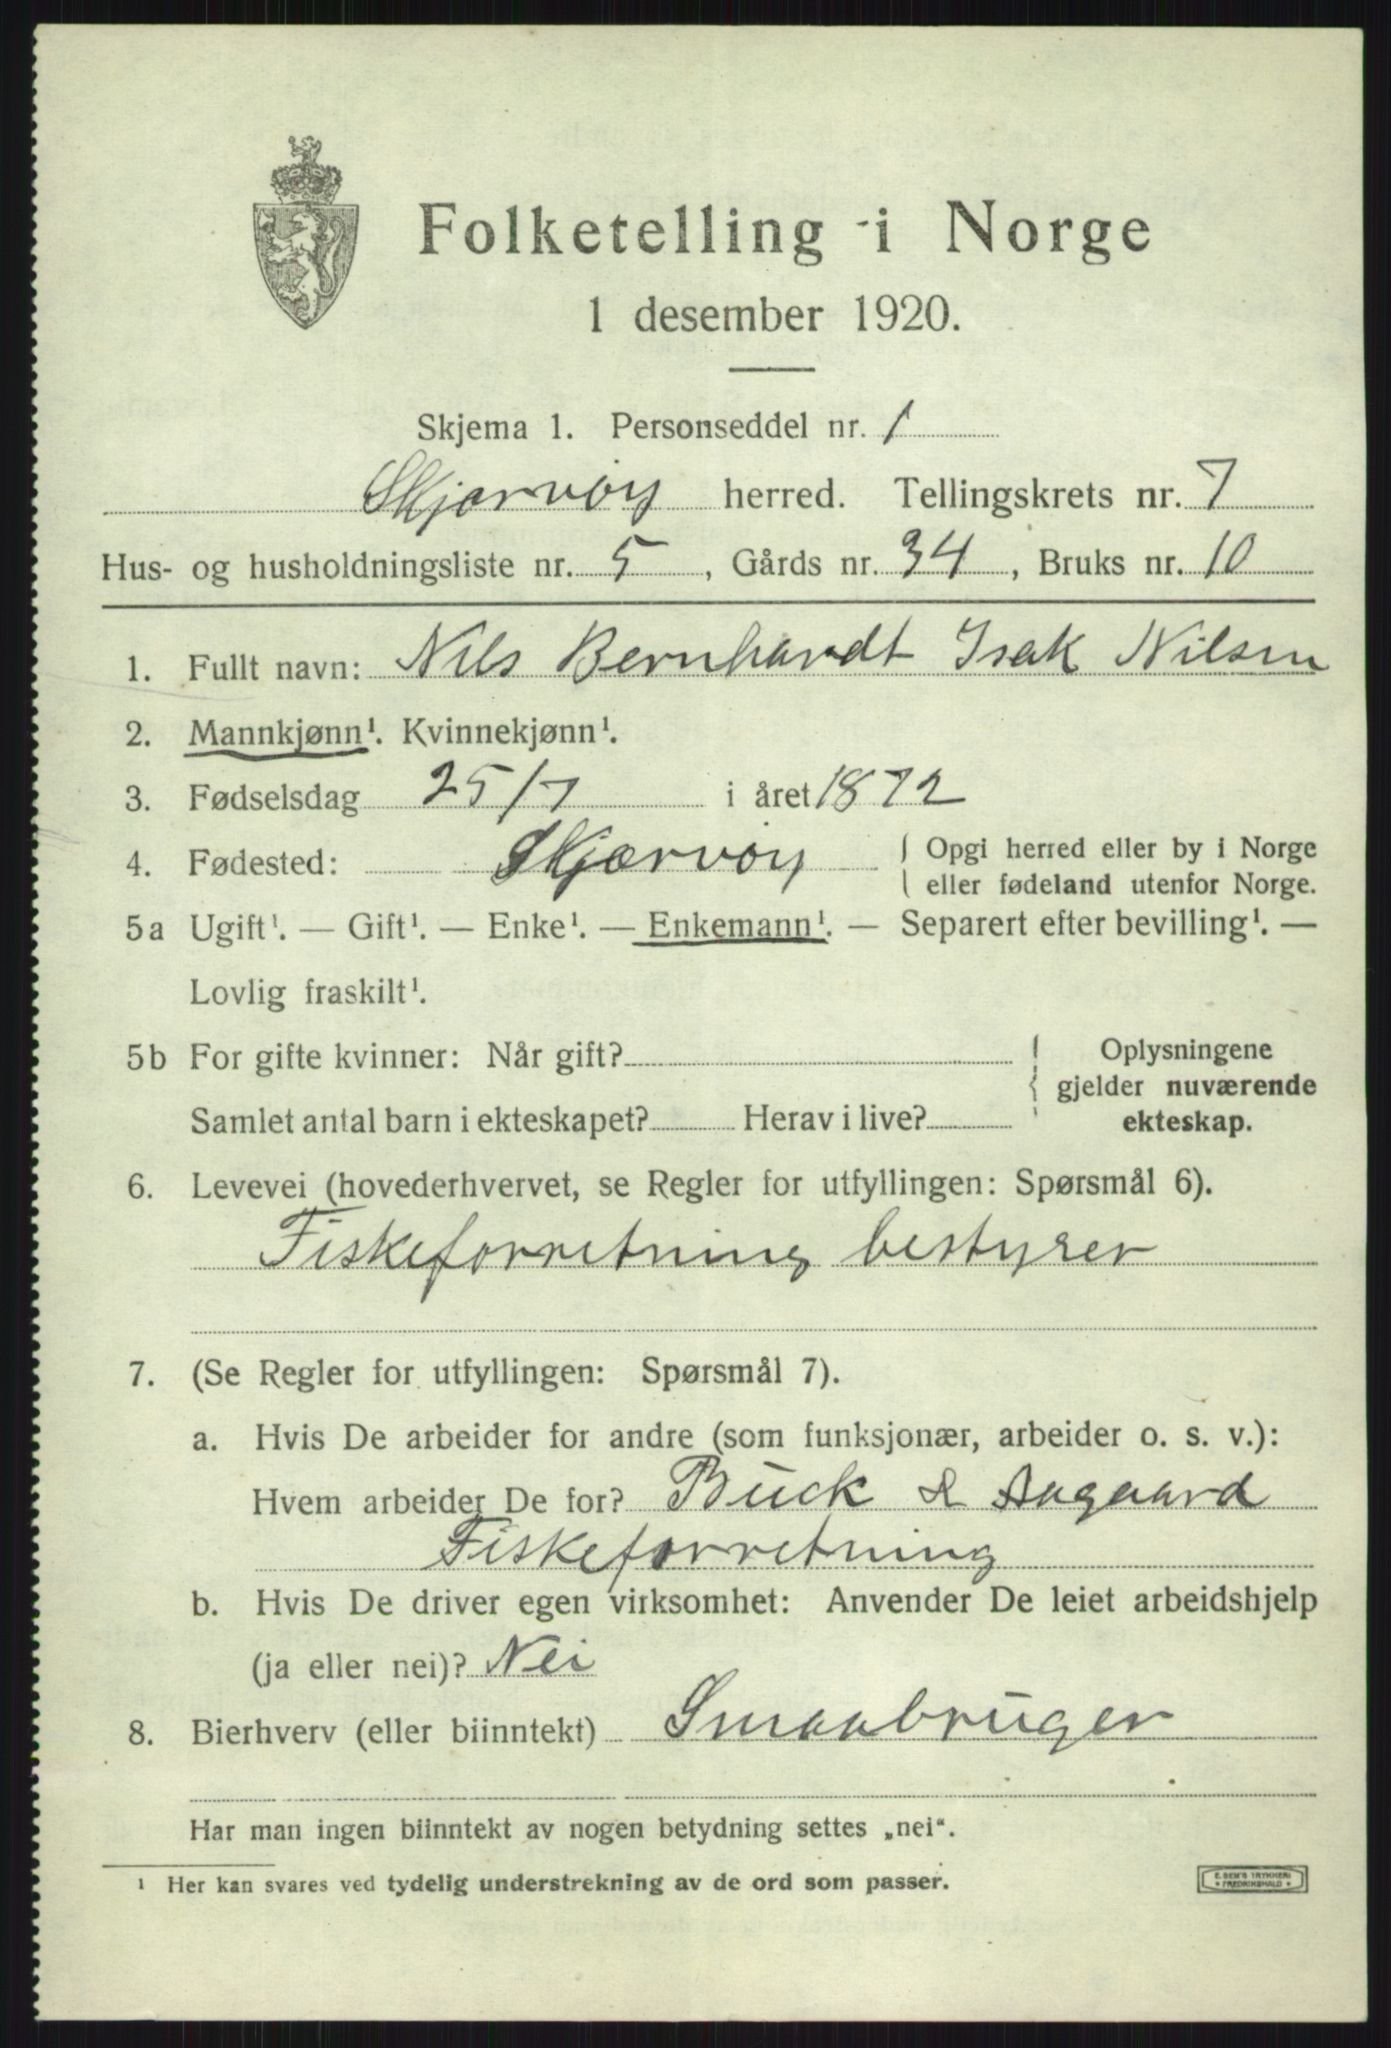 Folketelling i Norge
1 desember 1920.
Skjema 1. Personseddel nr. 1
Skjærvöy herred. Tellingskrets nr. 7
Hus- og husholdningsliste nr. 5, Gårds nr. 34, Bruks nr. 10
1. Fullt navn: Nils Bernhardt Isak Nilsen
2. Mannkjønn¹. Kvinnekjønn¹.
3. Fødselsdag 25/7 i året 1872
4. Fødested: Skjærvöy { Opgi herred eller by i Norge
eller fødeland utenfor Norge.
5a Ugift¹. — Gift¹. — Enke¹. — Enkemann¹. — Separert efter bevilling¹. —
Lovlig fraskilt¹.
5b For gifte kvinner: Når gift? { Oplysningene
gjelder nuværende
Samlet antal barn i ekteskapet? Herav i live? ekteskap.
6. Levevei (hovederhvervet, se Regler for utfyllingen: Spørsmål 6).
Fiskeforretning bestyrer
7. (Se Regler for utfyllingen: Spørsmål 7).
a. Hvis De arbeider for andre (som funksjonær, arbeider o. s. v.):
Hvem arbeider De for? Buck & Aagaard
Fiskeforretning
b. Hvis De driver egen virksomhet: Anvender De leiet arbeidshjelp
(ja eller nei)? Nei
8. Bierhverv (eller biinntekt) Smaabruger
Har man ingen biinntekt av nogen betydning settes „nei“.
¹ Her kan svares ved tydelig understrekning av de ord som passer.
E. SEM'S TRYKKERI
• FREDRIKSHALD •